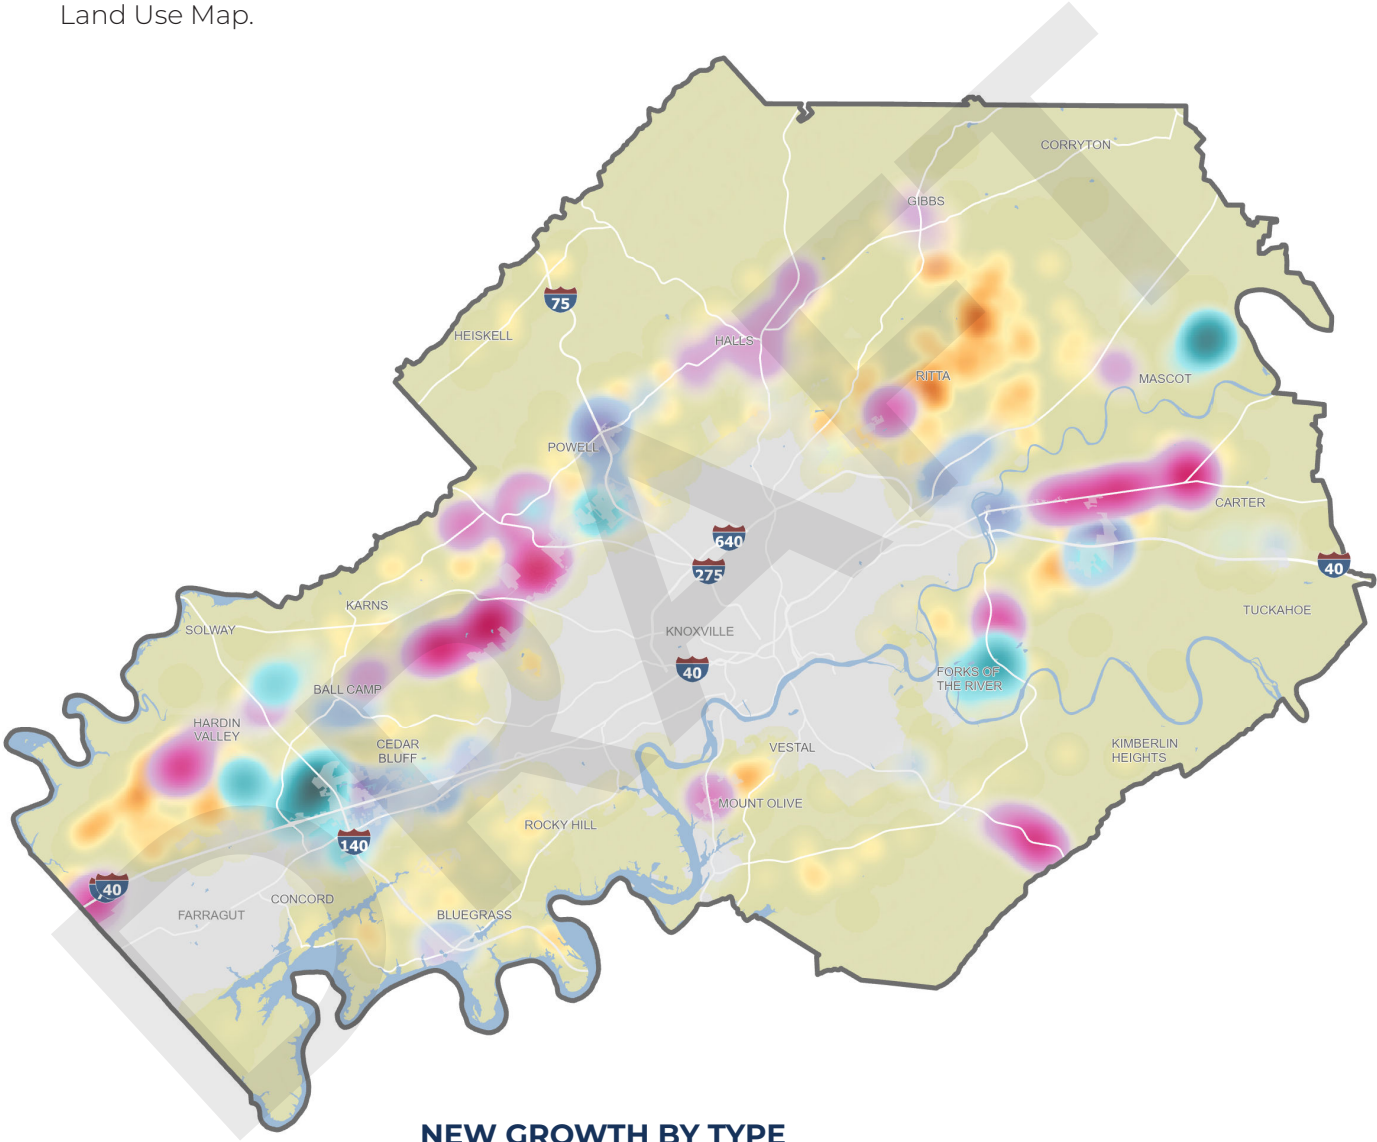 Land Use Map.
CORRYTON
GIBBS
75
HEISKELL
HALLS
RITTA
MASCOT
POWELL
CARTER
640
275
40
KARNS
SOLWAY
KNOXVILLE
TUCKAHOE
40
FORKS OF
THE RIVER
BALL CAMP
HARDIN
VALLEY
CEDAR
BLUFF
VESTAL
KIMBERLIN
HEIGHTS
MOUNT OLIVE
ROCKY HILL
140
40
CONCORD
FARRAGUT
BLUEGRASS
DRAFT
NEW GROWTH BY TYPE